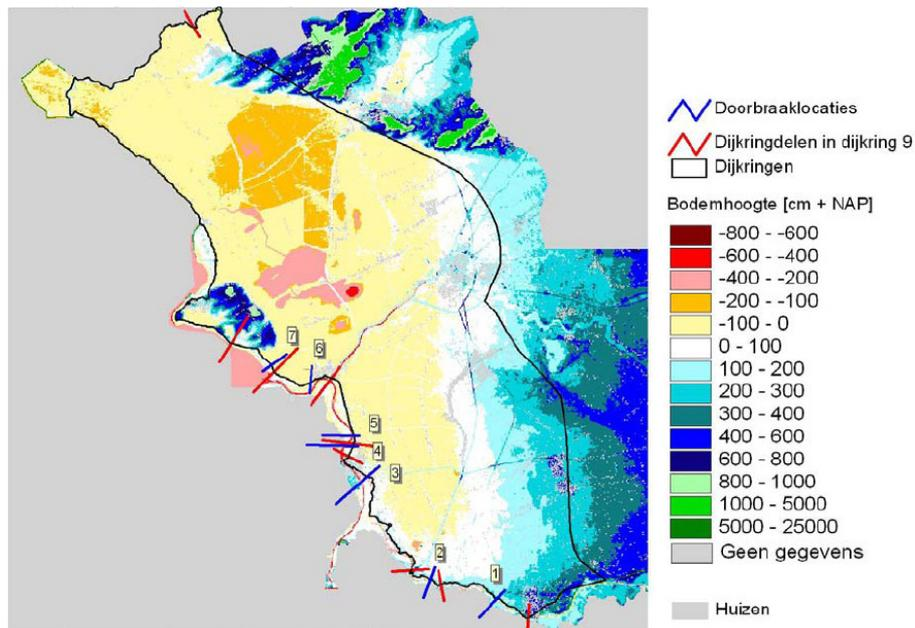 7
6
5
4
3
2
1
Doorbraaklocaties
Dijkringdelen in dijkring 9
Dijkringen
Bodemhoogte [cm + NAP]
-800 - -600
-600 - -400
-400 - -200
-200 - -100
-100 - 0
0 - 100
100 - 200
200 - 300
300 - 400
400 - 600
600 - 800
800 - 1000
1000 - 5000
5000 - 25000
Geen gegevens
Huizen